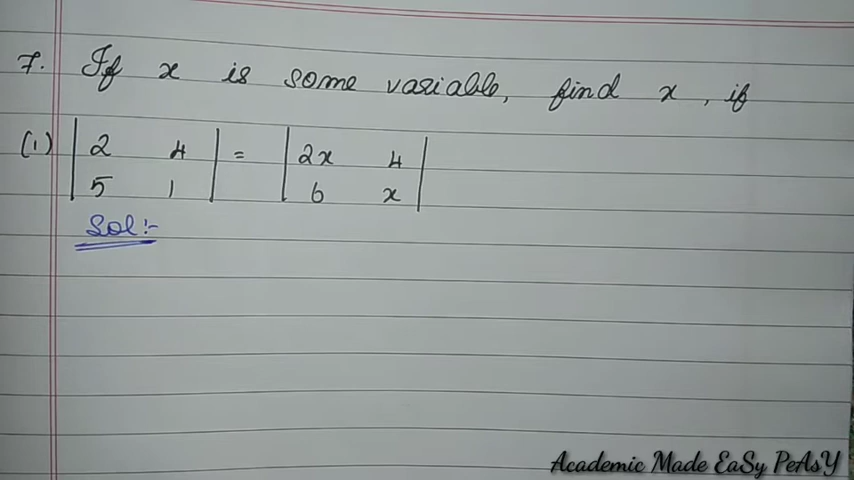 7. If x is some variable, find x, if
(1) | 2 4 | = | 2x 4 |
| 5 1 | | 6 x |
Sol:-
Academic Made EaSy PeAsY